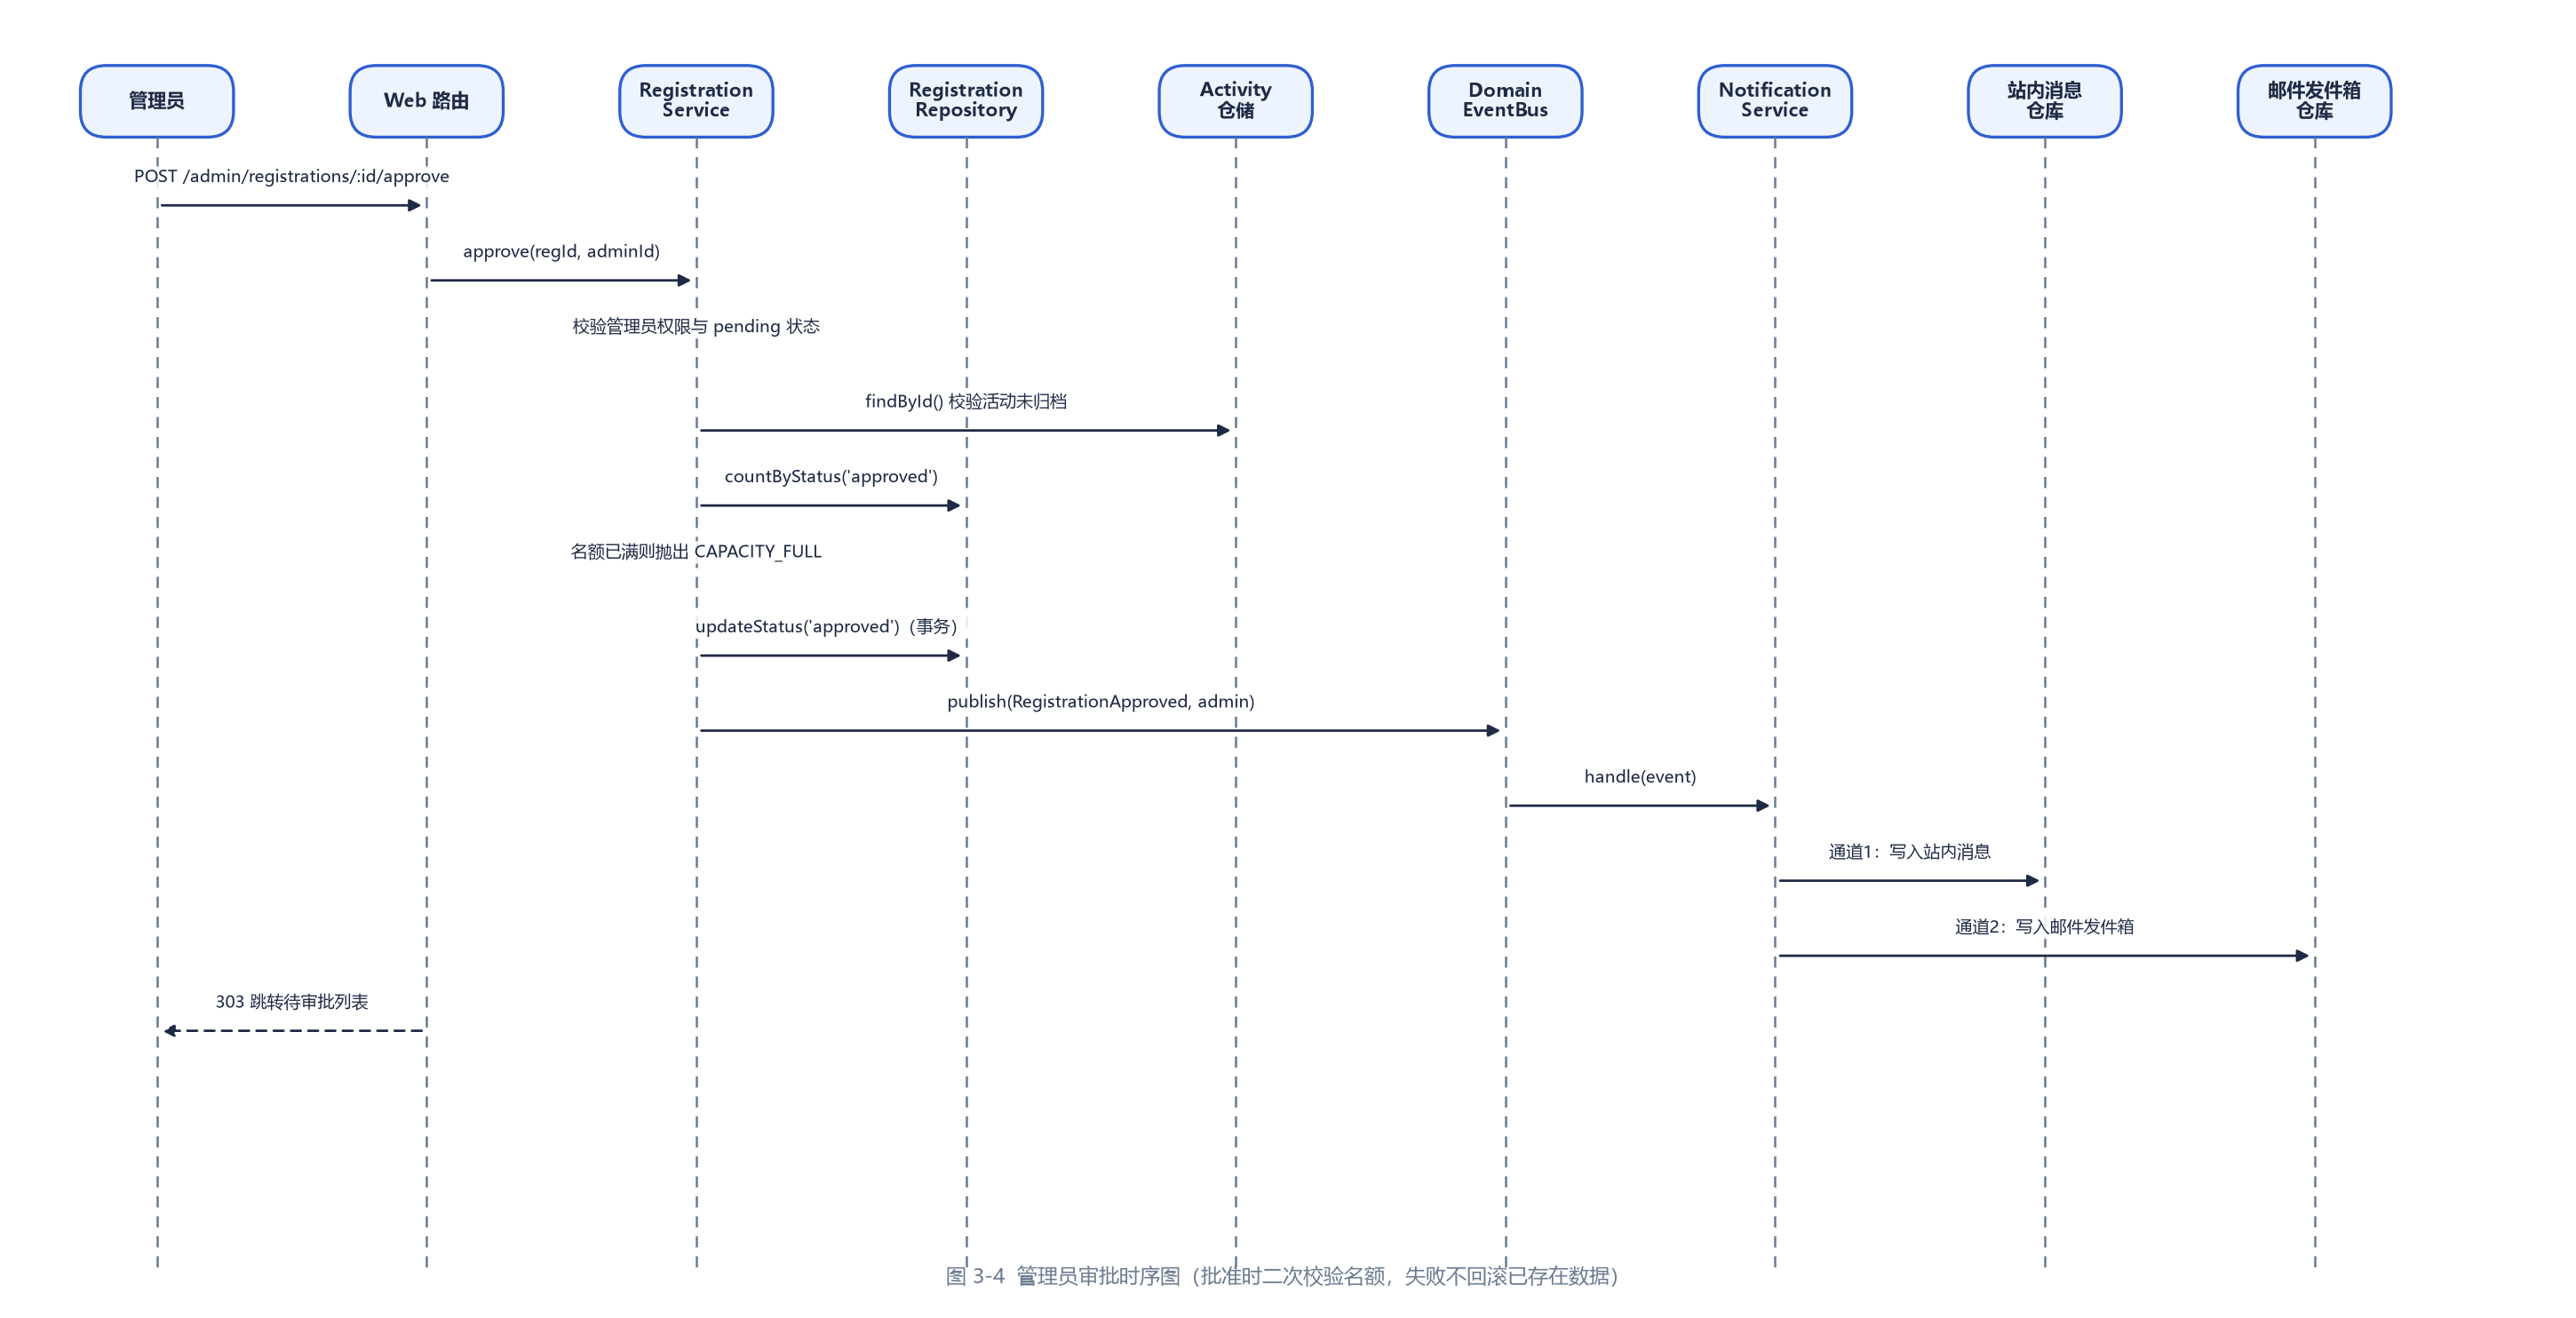 管理员
Web 路由
Registration
Service
Registration
Repository
Activity
仓储
Domain
EventBus
Notification
Service
站内消息
仓库
邮件发件箱
仓库
POST /admin/registrations/:id/approve
approve(regId, adminId)
校验管理员权限与 pending 状态
findById() 校验活动未归档
countByStatus('approved')
名额已满则抛出 CAPACITY_FULL
updateStatus('approved')（事务）
publish(RegistrationApproved, admin)
handle(event)
通道1：写入站内消息
通道2：写入邮件发件箱
303 跳转待审批列表
图 3-4  管理员审批时序图（批准时二次校验名额，失败不回滚已存在数据）